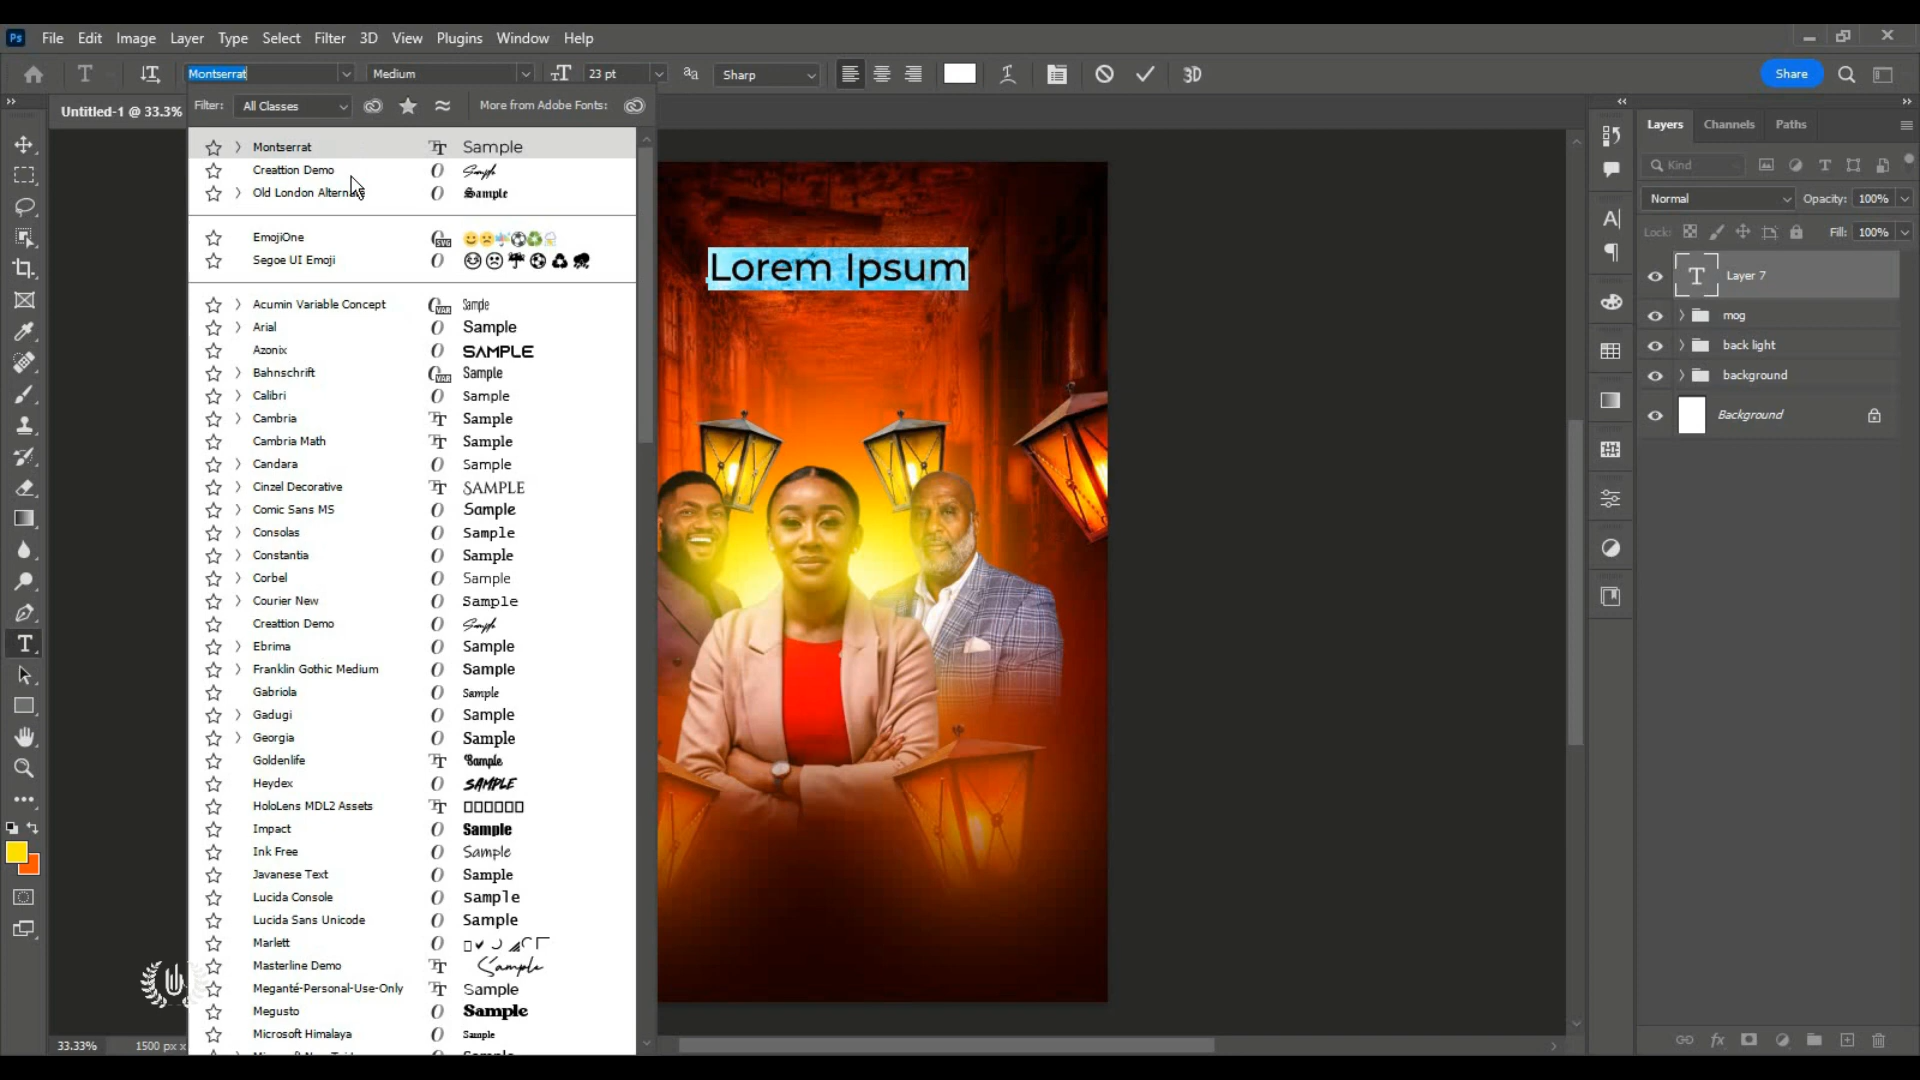 Ps File Edit Image Layer Type Select Filter 3D View Plugins Window Help
Montserrat Medium 23 pt Sharp 3D Share
Filter: All Classes More from Adobe Fonts:
Untitled-1 @ 33.3%
Montserrat Sample
Creattion Demo Sample
Old London Alternate Sample
EmojiOne
Segoe UI Emoji
Acumin Variable Concept Sample
Arial Sample
Azonix SAMPLE
Bahnschrift Sample
Calibri Sample
Cambria Sample
Cambria Math Sample
Candara Sample
Cinzel Decorative SAMPLE
Comic Sans MS Sample
Consolas Sample
Constantia Sample
Corbel Sample
Courier New Sample
Creattion Demo Sample
Ebrima Sample
Franklin Gothic Medium Sample
Gabriola Sample
Gadugi Sample
Georgia Sample
Goldenlife Sample
Heydex SAMPLE
HoloLens MDL2 Assets
Impact Sample
Ink Free Sample
Javanese Text Sample
Lucida Console Sample
Lucida Sans Unicode Sample
Marlett
Masterline Demo Sample
Meganté-Personal-Use-Only Sample
Megusto Sample
Microsoft Himalaya Sample
Lorem Ipsum
Layers Channels Paths
Kind
Normal Opacity: 100%
Lock: Fill: 100%
Layer 7
mog
back light
background
Background
33.33% 1500 px x